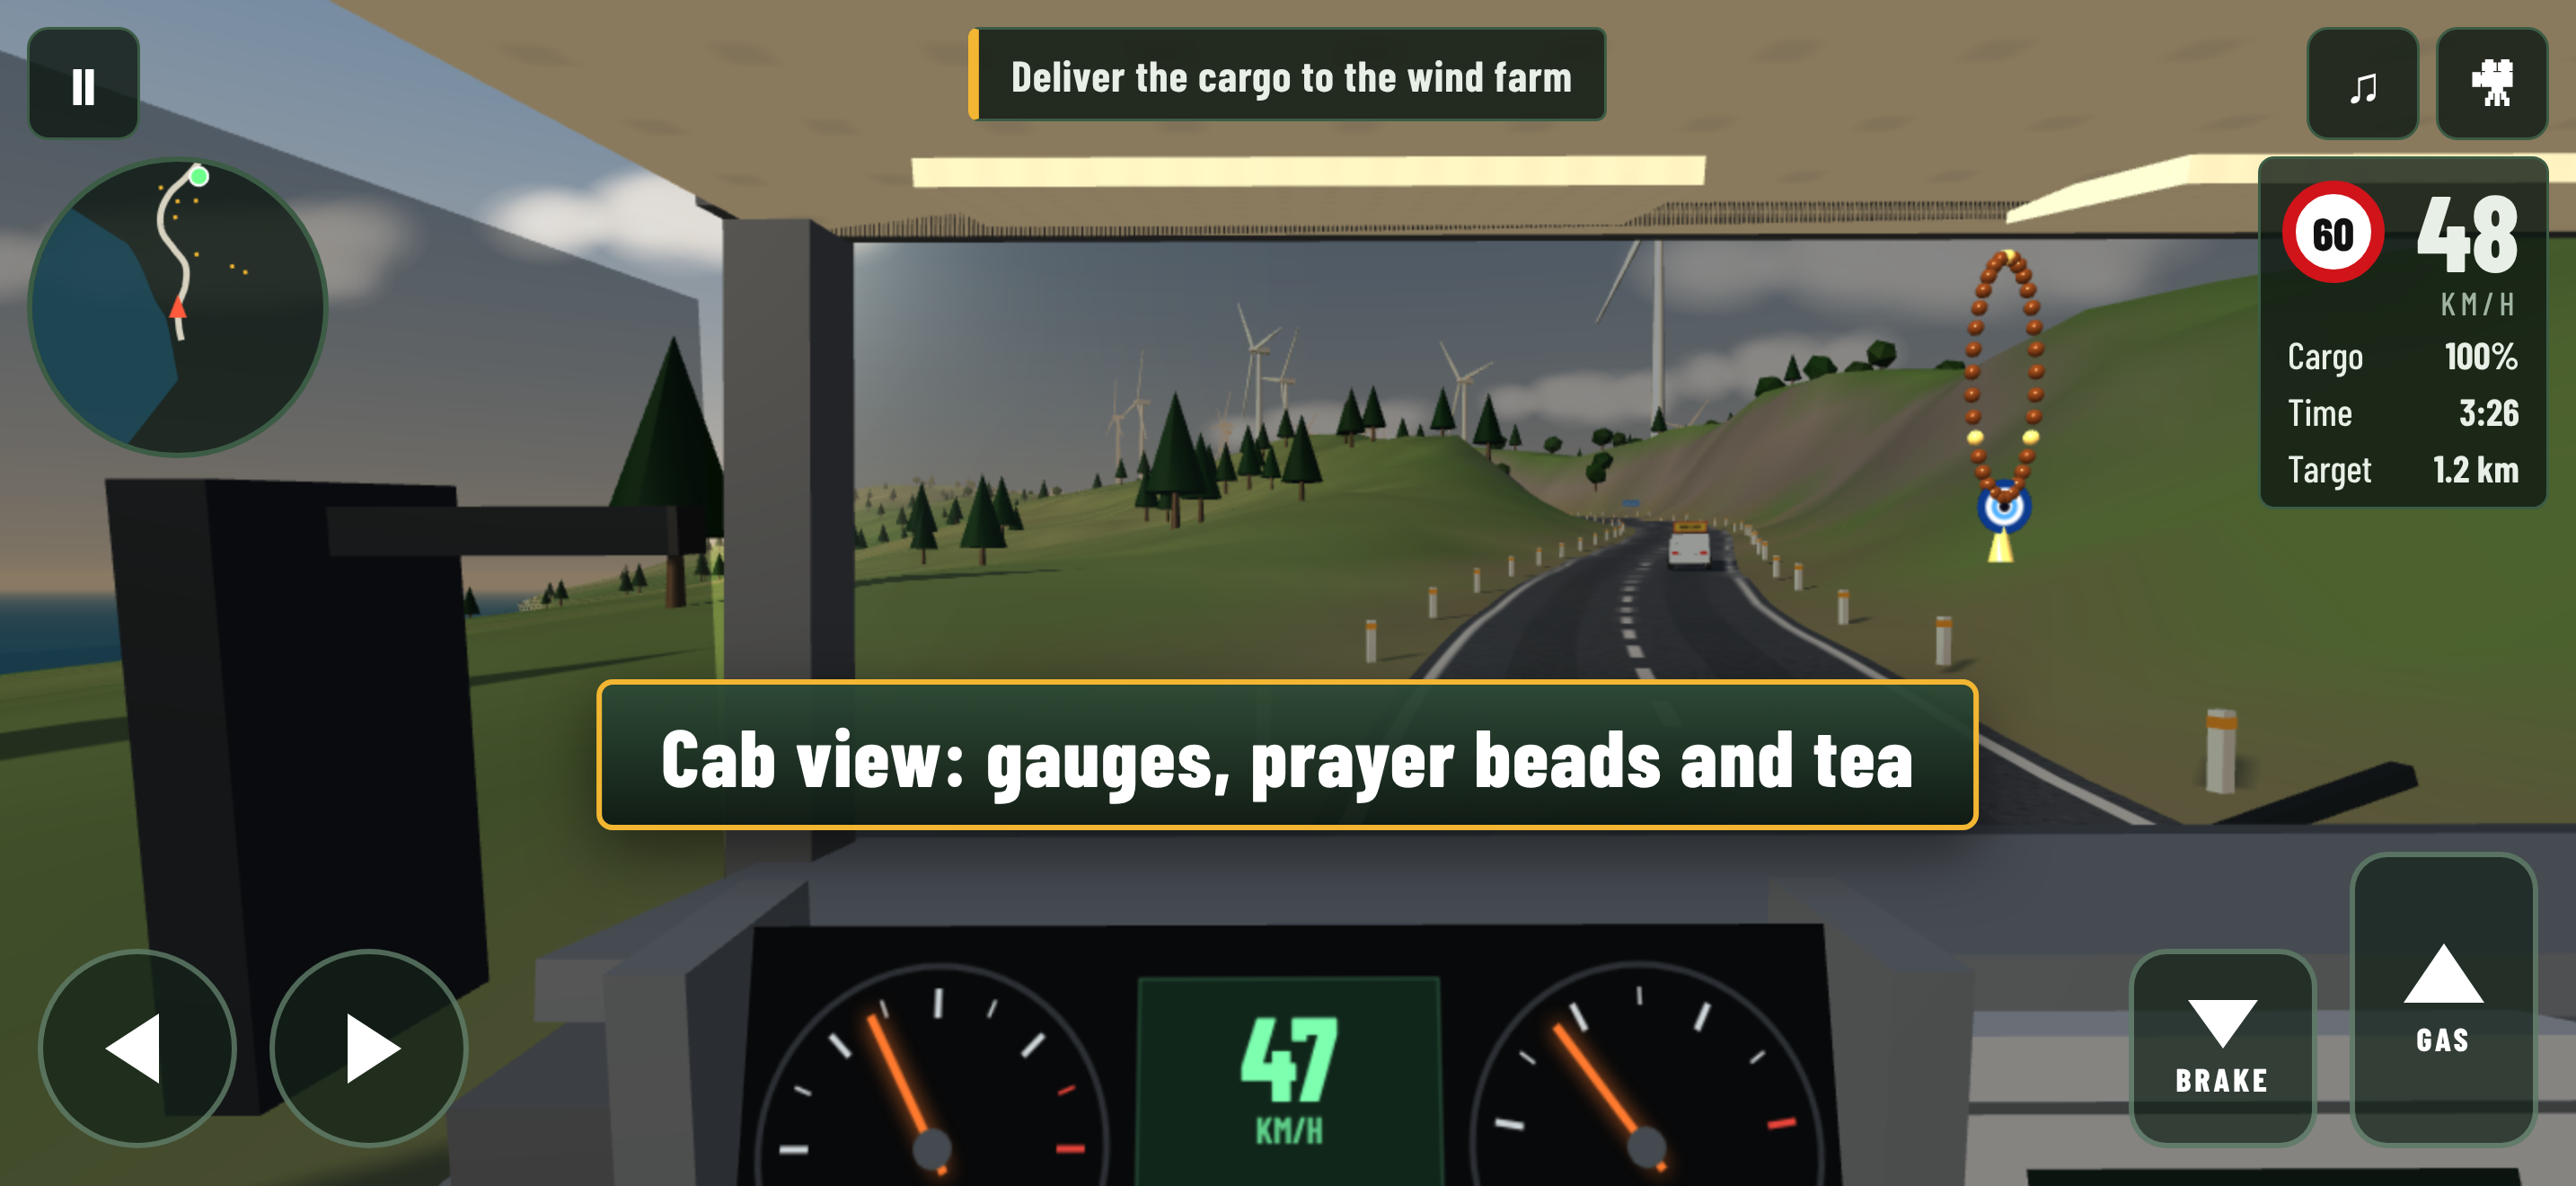 Deliver the cargo to the wind farm
60
48
KM/H
Cargo 100%
Time 3:26
Target 1.2 km
Cab view: gauges, prayer beads and tea
47
KM/H
BRAKE
GAS